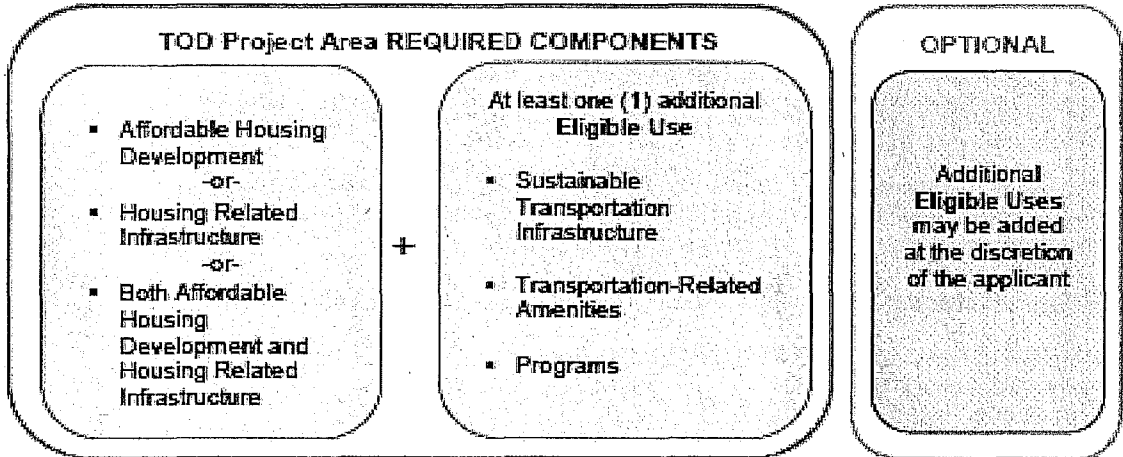 TOD Project Area REQUIRED COMPONENTS
▪ Affordable Housing
Development
-or-
▪ Housing Related
Infrastructure
-or-
▪ Both Affordable
Housing
Development and
Housing Related
Infrastructure
+
At least one (1) additional
Eligible Use
▪ Sustainable
Transportation
Infrastructure
▪ Transportation-Related
Amenities
▪ Programs
OPTIONAL
Additional
Eligible Uses
may be added
at the discretion
of the applicant